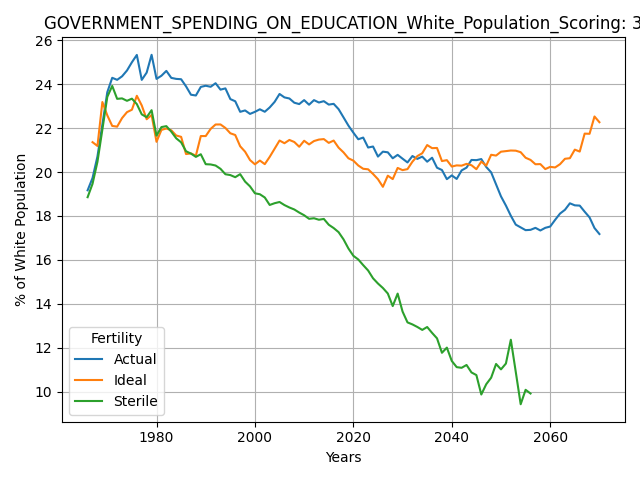 GOVERNMENT_SPENDING_ON_EDUCATION_White_Population_Scoring: 3
26
24
22
20
18
16
14
12
10
% of White Population
Fertility
Actual
Ideal
Sterile
1980
2000
2020
2040
2060
Years